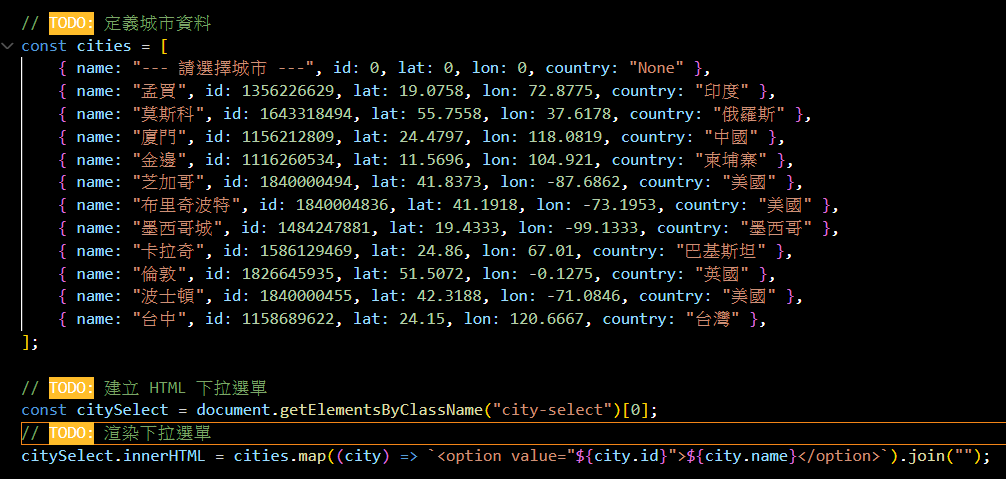 // TODO: 定義城市資料
const cities = [
{ name: "--- 請選擇城市 ---", id: 0, lat: 0, lon: 0, country: "None" },
{ name: "孟買", id: 1356226629, lat: 19.0758, lon: 72.8775, country: "印度" },
{ name: "莫斯科", id: 1643318494, lat: 55.7558, lon: 37.6178, country: "俄羅斯" },
{ name: "廈門", id: 1156212809, lat: 24.4797, lon: 118.0819, country: "中國" },
{ name: "金邊", id: 1116260534, lat: 11.5696, lon: 104.921, country: "柬埔寨" },
{ name: "芝加哥", id: 1840000494, lat: 41.8373, lon: -87.6862, country: "美國" },
{ name: "布里奇波特", id: 1840004836, lat: 41.1918, lon: -73.1953, country: "美國" },
{ name: "墨西哥城", id: 1484247881, lat: 19.4333, lon: -99.1333, country: "墨西哥" },
{ name: "卡拉奇", id: 1586129469, lat: 24.86, lon: 67.01, country: "巴基斯坦" },
{ name: "倫敦", id: 1826645935, lat: 51.5072, lon: -0.1275, country: "英國" },
{ name: "波士頓", id: 1840000455, lat: 42.3188, lon: -71.0846, country: "美國" },
{ name: "台中", id: 1158689622, lat: 24.15, lon: 120.6667, country: "台灣" },
];
// TODO: 建立 HTML 下拉選單
const citySelect = document.getElementsByClassName("city-select")[0];
// TODO: 渲染下拉選單
citySelect.innerHTML = cities.map((city) => `<option value="${city.id}">${city.name}</option>`).join("");